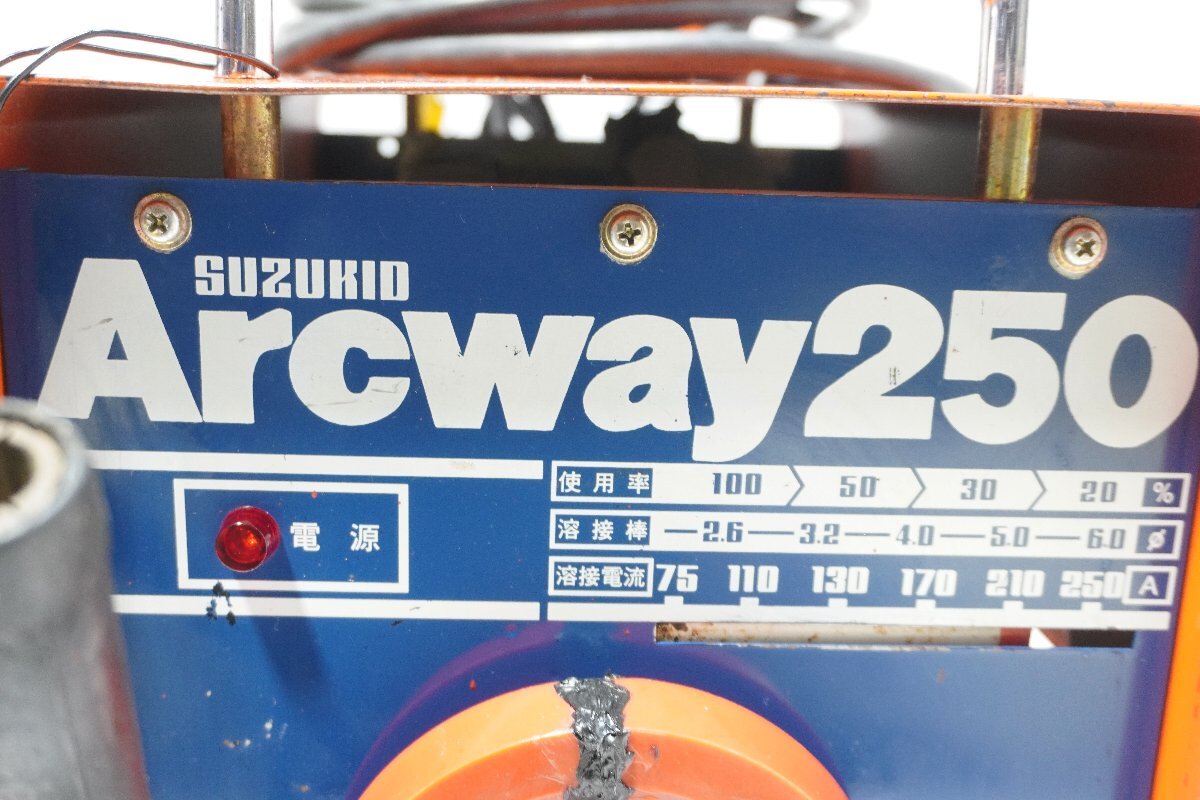 SUZUKID
Arcway250
電源
使用率 100 50 30 20 %
溶接棒 —2.6—3.2—4.0—5.0—6.0 ø
溶接電流 75 110 130 170 210 250 A